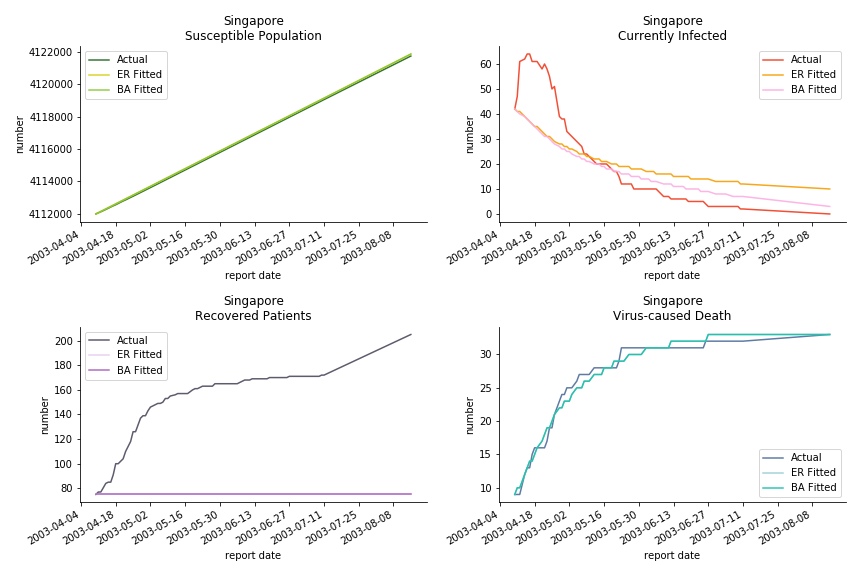 Singapore
Susceptible Population
4122000
4120000
4118000
4116000
4114000
4112000
number
Actual
ER Fitted
BA Fitted
2003-04-04
2003-04-18
2003-05-02
2003-05-16
2003-05-30
2003-06-13
2003-06-27
2003-07-11
2003-07-25
2003-08-08
report date
Singapore
Currently Infected
60
50
40
30
20
10
0
number
Actual
ER Fitted
BA Fitted
2003-04-04
2003-04-18
2003-05-02
2003-05-16
2003-05-30
2003-06-13
2003-06-27
2003-07-11
2003-07-25
2003-08-08
report date
Singapore
Recovered Patients
200
180
160
140
120
100
80
number
Actual
ER Fitted
BA Fitted
2003-04-04
2003-04-18
2003-05-02
2003-05-16
2003-05-30
2003-06-13
2003-06-27
2003-07-11
2003-07-25
2003-08-08
report date
Singapore
Virus-caused Death
30
25
20
15
10
number
Actual
ER Fitted
BA Fitted
2003-04-04
2003-04-18
2003-05-02
2003-05-16
2003-05-30
2003-06-13
2003-06-27
2003-07-11
2003-07-25
2003-08-08
report date